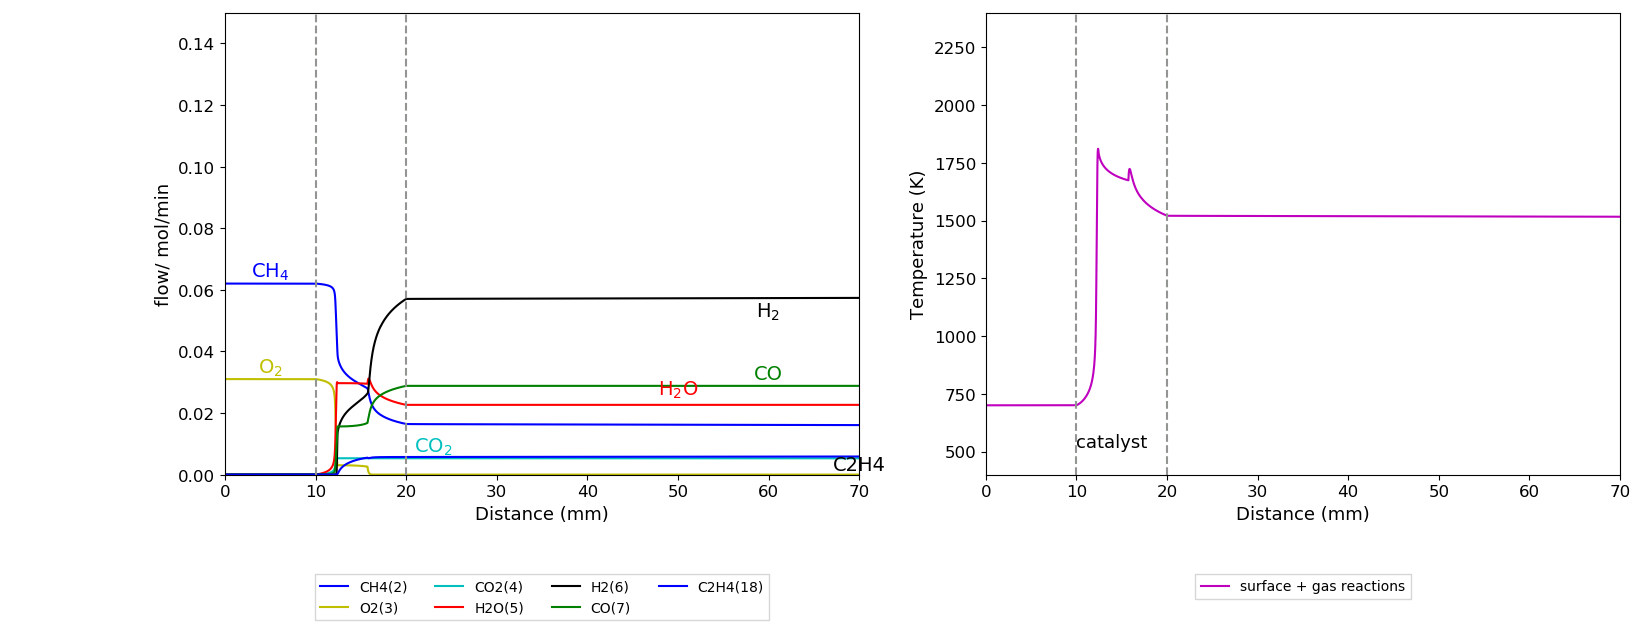 0.14
0.12
0.10
0.08
0.06
0.04
0.02
0.00
flow/ mol/min
CH4
O2
H2
CO
H2O
CO2
C2H4
0 10 20 30 40 50 60 70
Distance (mm)
CH4(2) CO2(4) H2(6) C2H4(18)
O2(3) H2O(5) CO(7)
2250
2000
1750
1500
1250
1000
750
500
Temperature (K)
catalyst
0 10 20 30 40 50 60 70
Distance (mm)
surface + gas reactions